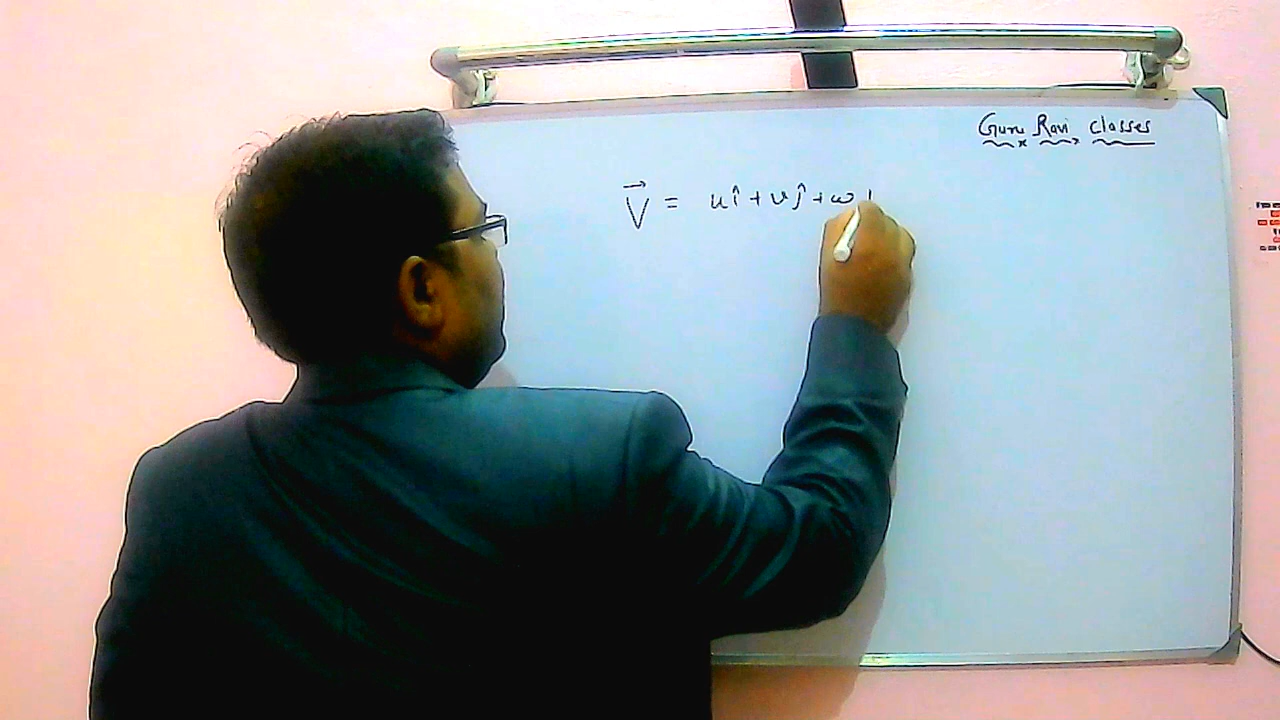 Guru Ravi Classes
V⃗ = uî + vĵ + ω